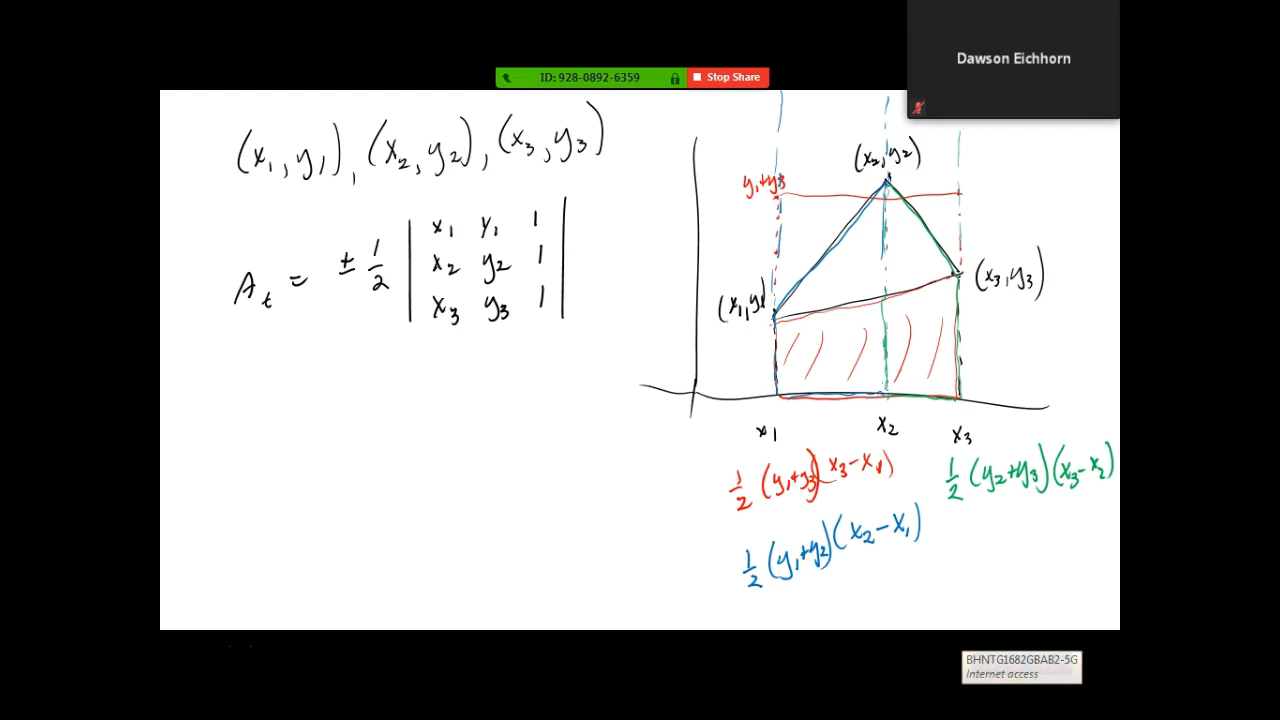 Dawson Eichhorn
ID: 928-0892-6359
Stop Share
(x₁, y₁), (x₂, y₂), (x₃, y₃)
Aₜ = ± 1/2 | x₁ y₁ 1
x₂ y₂ 1
x₃ y₃ 1 |
(x₂, y₂)
y₁+y₃
(x₃, y₃)
(x₁, y₁)
x₁ x₂ x₃
1/2 (y₁+y₃)(x₃-x₁)
1/2 (y₂+y₃)(x₃-x₂)
1/2 (y₁+y₂)(x₂-x₁)
BHNTG1682GBAB2-5G
Internet access